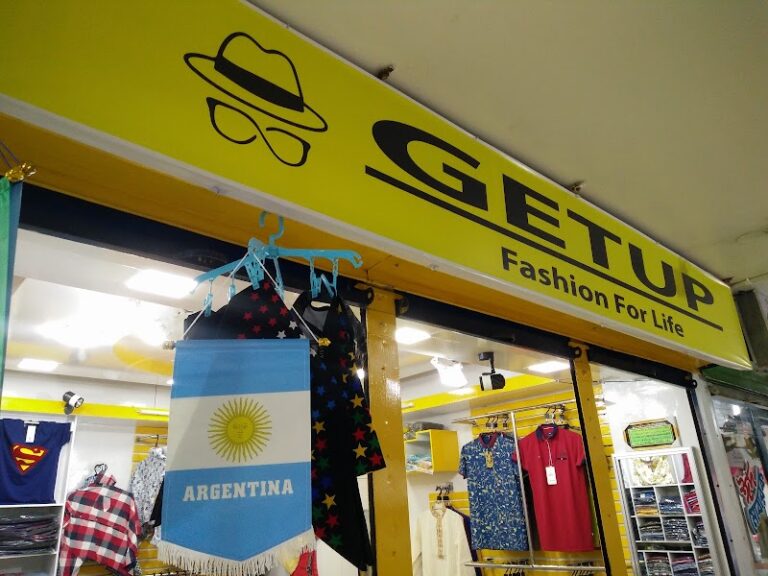 GETUP
Fashion For Life
ARGENTINA